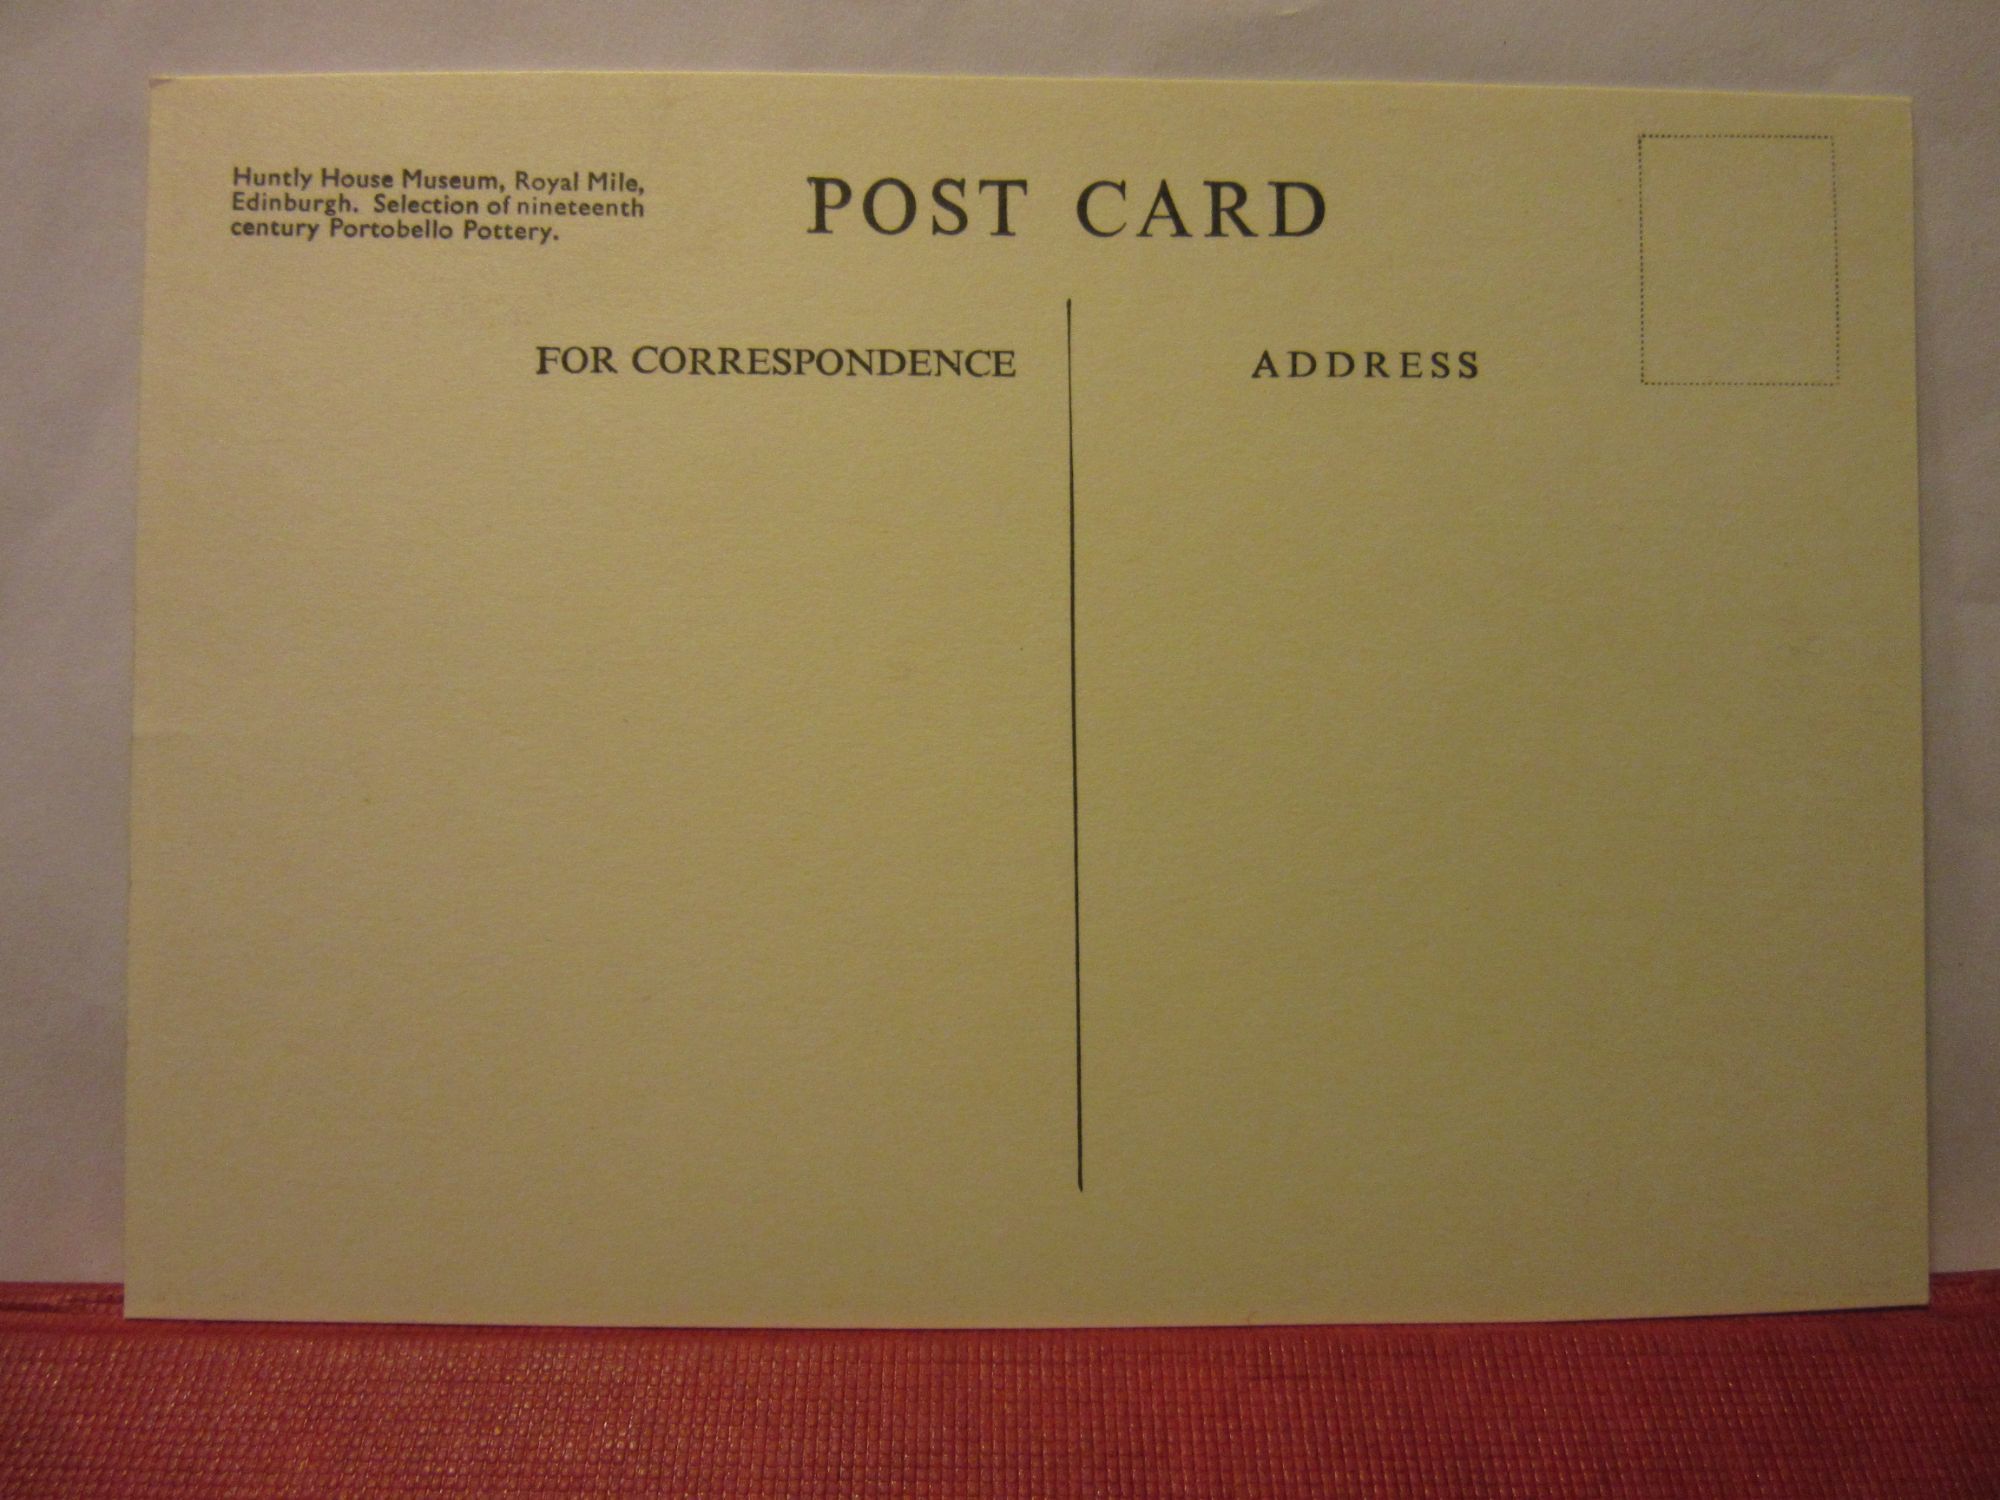 Huntly House Museum, Royal Mile,
Edinburgh. Selection of nineteenth
century Portobello Pottery.
POST CARD
FOR CORRESPONDENCE
ADDRESS